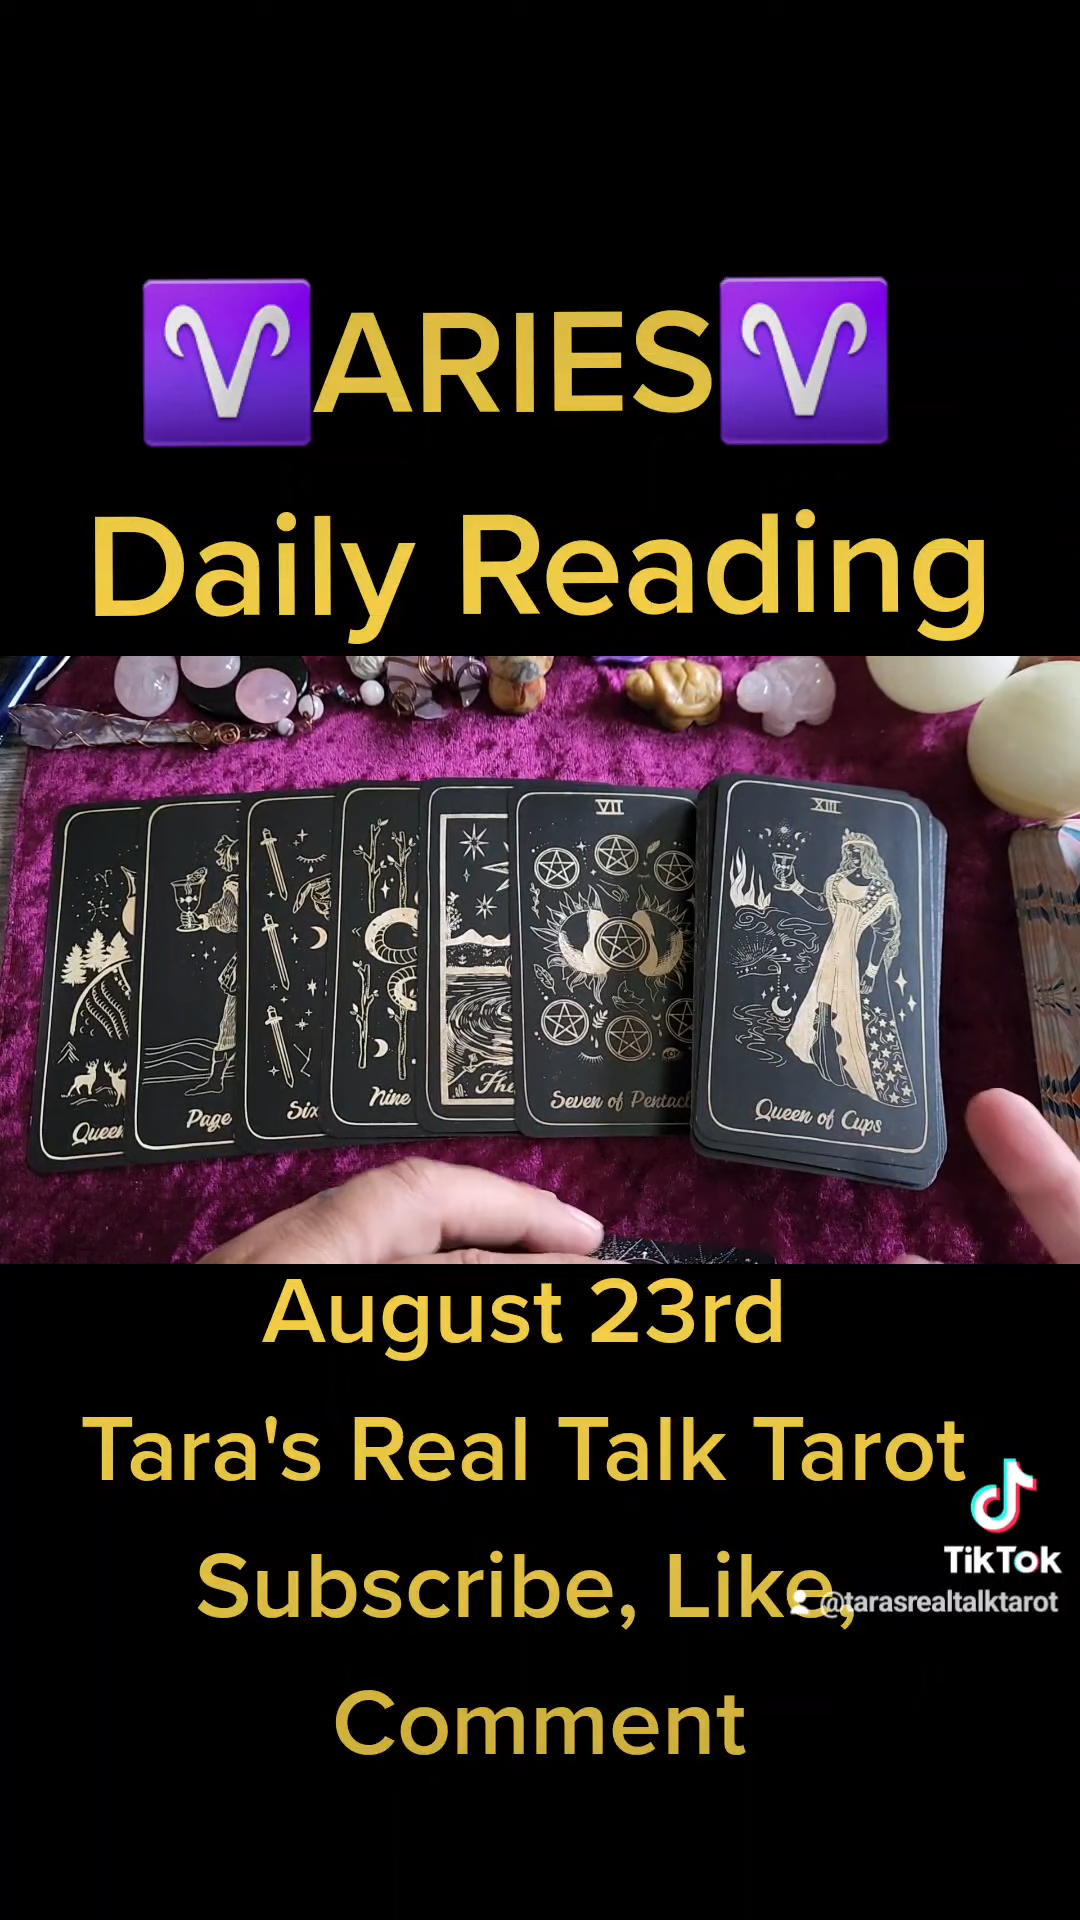 ARIES
Daily Reading
VII
XIII
Queen
Page
Six
Nine
The
Seven of Pentacl
Queen of Cups
August 23rd
Tara's Real Talk Tarot
Subscribe, Like,
Comment
TikTok
@tarasrealtalktarot